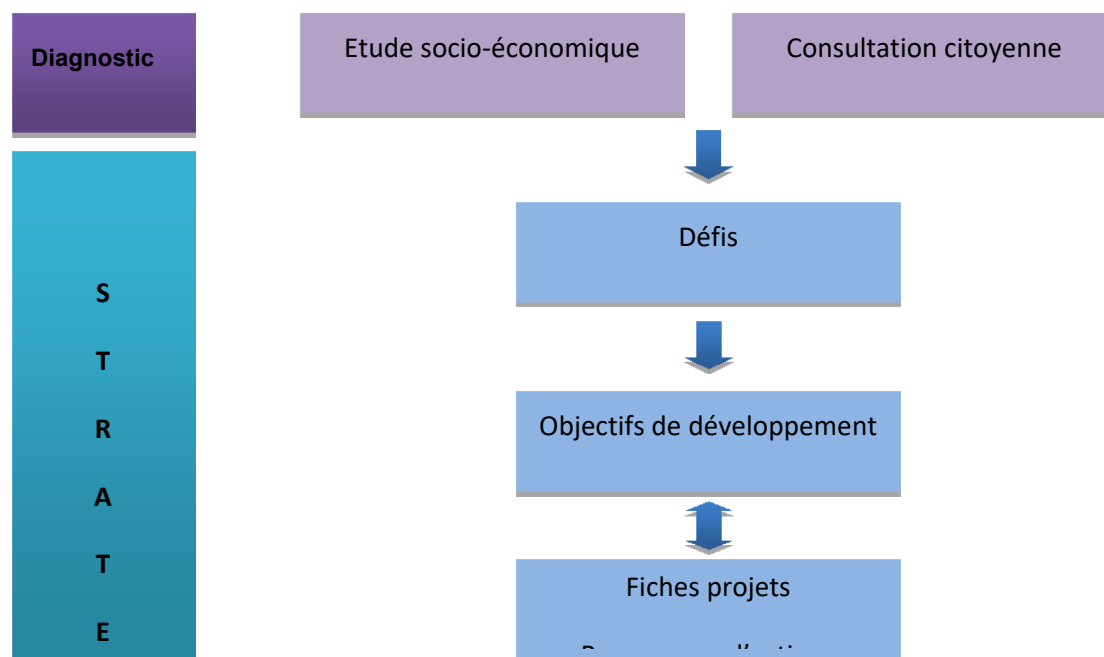 Diagnostic
Etude socio-économique
Consultation citoyenne
Défis
Objectifs de développement
Fiches projets
S
T
R
A
T
E